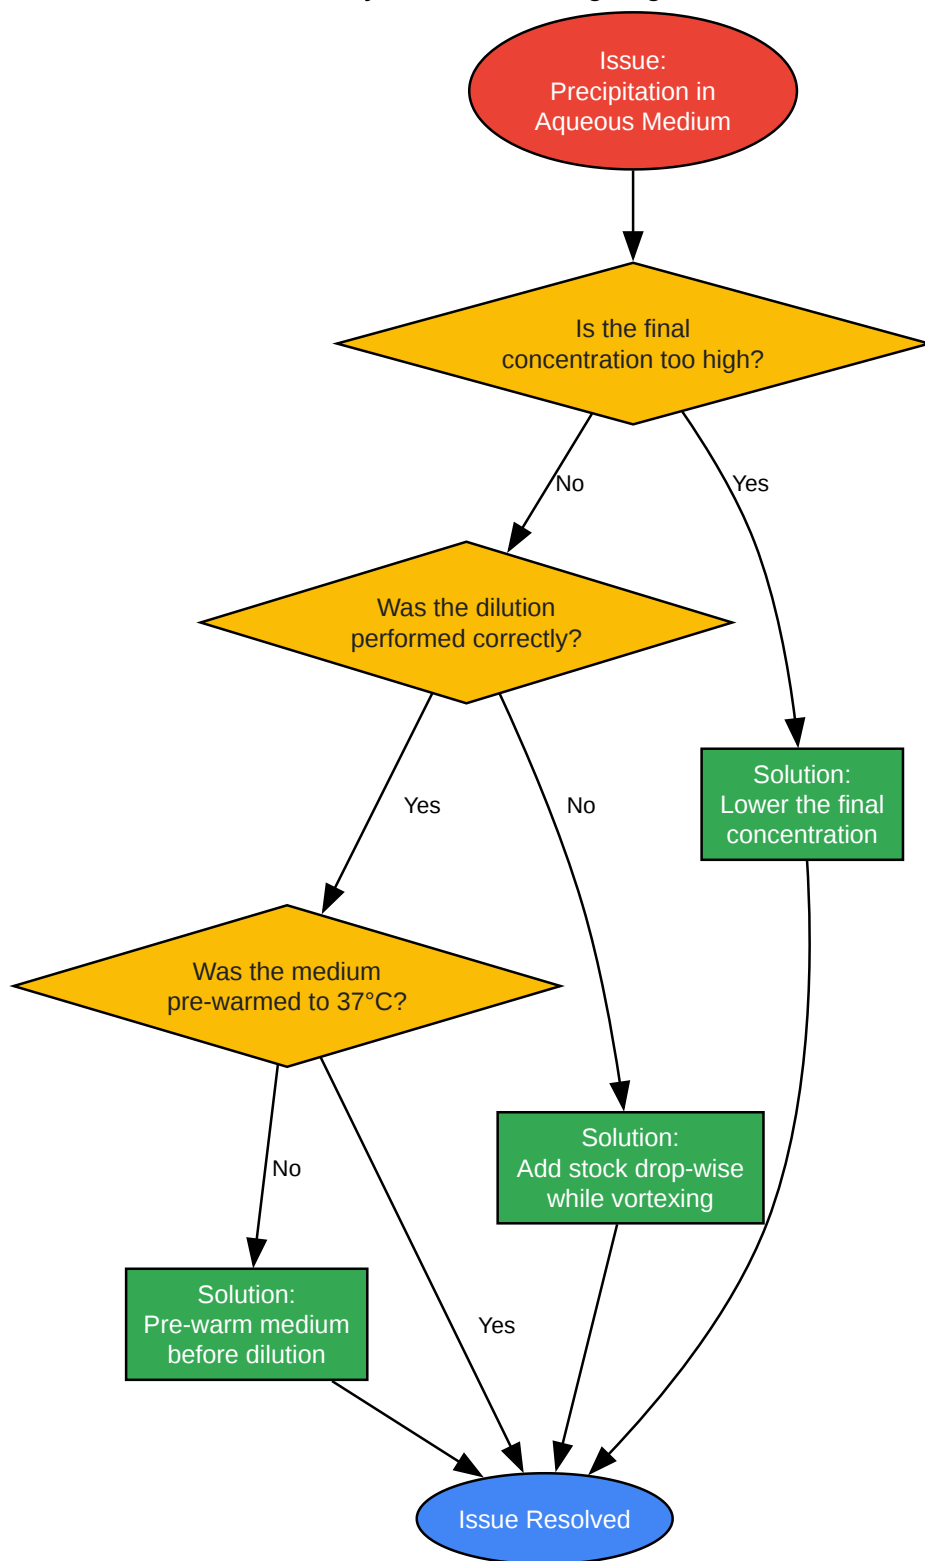 Issue:
Precipitation in
Aqueous Medium
Is the final
concentration too high?
No
Yes
Was the dilution
performed correctly?
Solution:
Lower the final
concentration
Yes
No
Was the medium
pre-warmed to 37°C?
Solution:
Add stock drop-wise
while vortexing
No
Solution:
Pre-warm medium
before dilution
Yes
Issue Resolved